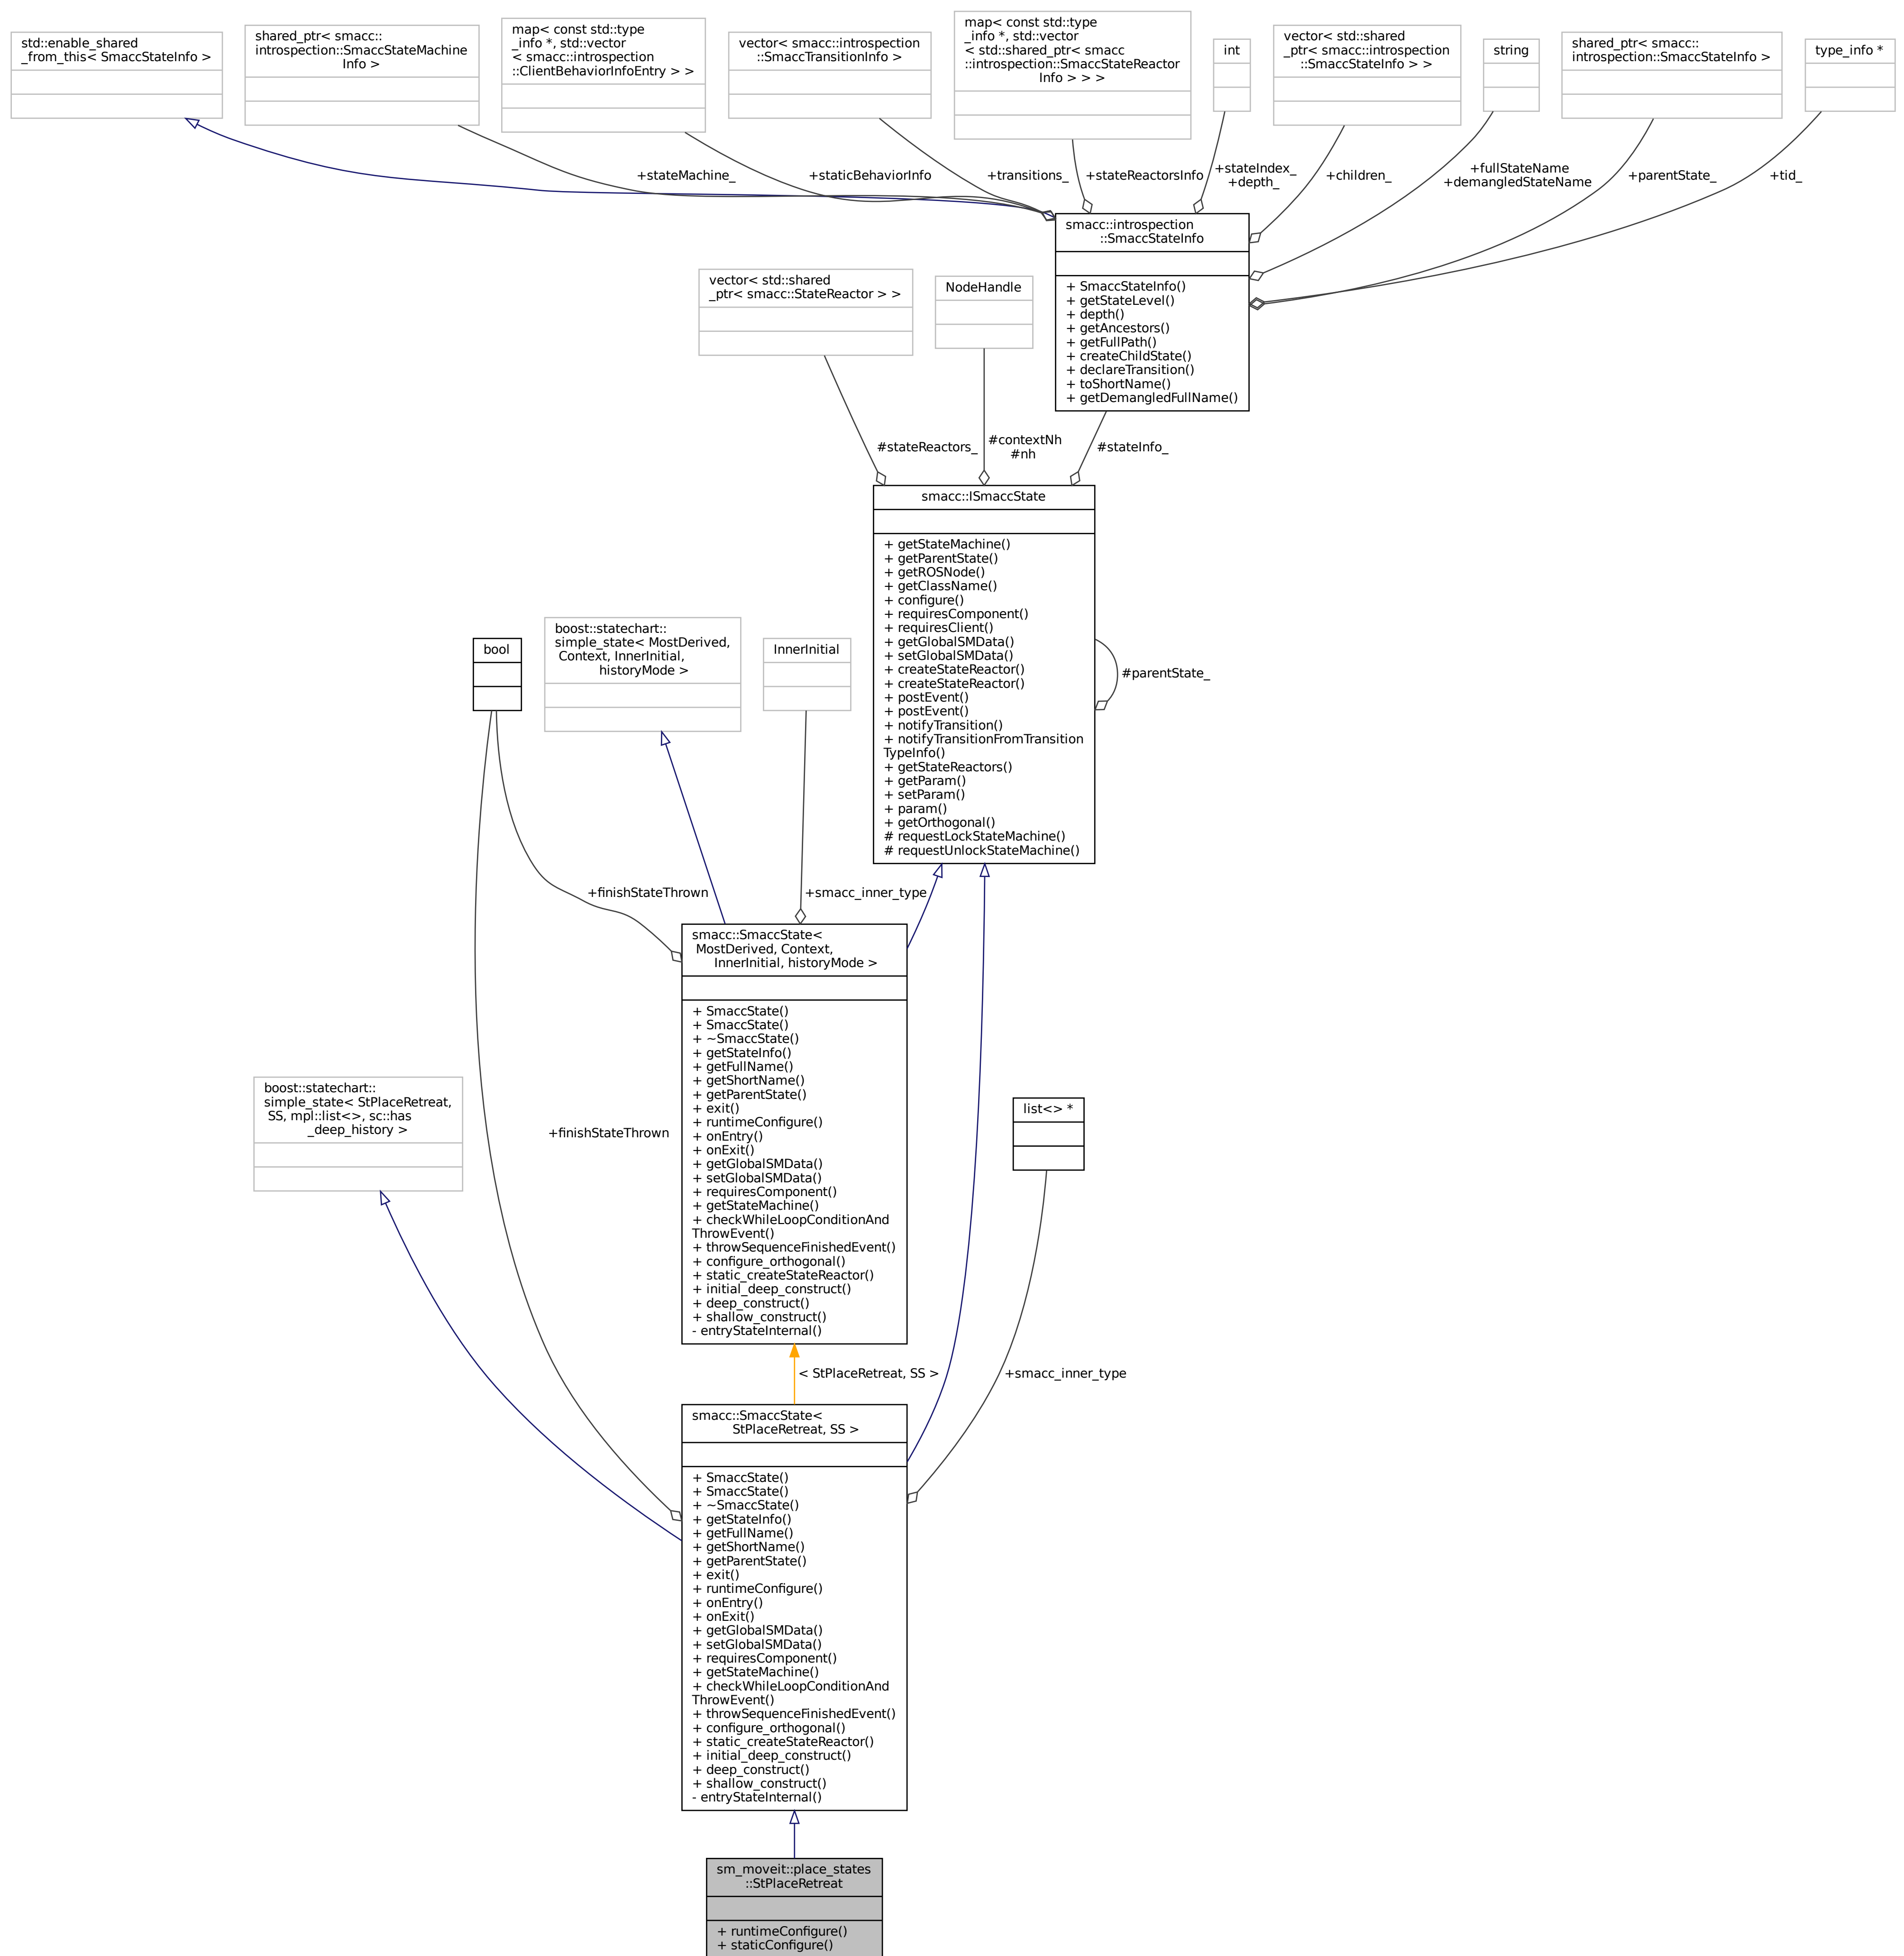 std::enable_shared
_from_this< SmaccStateInfo >
shared_ptr< smacc::
introspection::SmaccStateMachine
Info >
map< const std::type
_info *, std::vector
< smacc::introspection
::ClientBehaviorInfoEntry > >
vector< smacc::introspection
::SmaccTransitionInfo >
map< const std::type
_info *, std::vector
< std::shared_ptr< smacc
::introspection::SmaccStateReactor
Info > > >
int
vector< std::shared
_ptr< smacc::introspection
::SmaccStateInfo > >
string
shared_ptr< smacc::
introspection::SmaccStateInfo >
type_info *
+stateMachine_
+staticBehaviorInfo
+transitions_
+stateReactorsInfo
+stateIndex_
+depth_
+children_
+fullStateName
+demangledStateName
+parentState_
+tid_
smacc::introspection
::SmaccStateInfo
+ SmaccStateInfo()
+ getStateLevel()
+ depth()
+ getAncestors()
+ getFullPath()
+ createChildState()
+ declareTransition()
+ toShortName()
+ getDemangledFullName()
vector< std::shared
_ptr< smacc::StateReactor > >
NodeHandle
#stateReactors_
#contextNh
#nh
#stateInfo_
smacc::ISmaccState
+ getStateMachine()
+ getParentState()
+ getROSNode()
+ getClassName()
+ configure()
+ requiresComponent()
+ requiresClient()
+ getGlobalSMData()
+ setGlobalSMData()
+ createStateReactor()
+ createStateReactor()
+ postEvent()
+ postEvent()
+ notifyTransition()
+ notifyTransitionFromTransition
TypeInfo()
+ getStateReactors()
+ getParam()
+ setParam()
+ param()
+ getOrthogonal()
# requestLockStateMachine()
# requestUnlockStateMachine()
#parentState_
bool
boost::statechart::
simple_state< MostDerived,
Context, InnerInitial,
historyMode >
InnerInitial
+finishStateThrown
+smacc_inner_type
smacc::SmaccState<
MostDerived, Context,
InnerInitial, historyMode >
+ SmaccState()
+ SmaccState()
+ ~SmaccState()
+ getStateInfo()
+ getFullName()
+ getShortName()
+ getParentState()
+ exit()
+ runtimeConfigure()
+ onEntry()
+ onExit()
+ getGlobalSMData()
+ setGlobalSMData()
+ requiresComponent()
+ getStateMachine()
+ checkWhileLoopConditionAnd
ThrowEvent()
+ throwSequenceFinishedEvent()
+ configure_orthogonal()
+ static_createStateReactor()
+ initial_deep_construct()
+ deep_construct()
+ shallow_construct()
- entryStateInternal()
boost::statechart::
simple_state< StPlaceRetreat,
SS, mpl::list<>, sc::has
_deep_history >
+finishStateThrown
list<> *
< StPlaceRetreat, SS >
+smacc_inner_type
smacc::SmaccState<
StPlaceRetreat, SS >
+ SmaccState()
+ SmaccState()
+ ~SmaccState()
+ getStateInfo()
+ getFullName()
+ getShortName()
+ getParentState()
+ exit()
+ runtimeConfigure()
+ onEntry()
+ onExit()
+ getGlobalSMData()
+ setGlobalSMData()
+ requiresComponent()
+ getStateMachine()
+ checkWhileLoopConditionAnd
ThrowEvent()
+ throwSequenceFinishedEvent()
+ configure_orthogonal()
+ static_createStateReactor()
+ initial_deep_construct()
+ deep_construct()
+ shallow_construct()
- entryStateInternal()
sm_moveit::place_states
::StPlaceRetreat
+ runtimeConfigure()
+ staticConfigure()